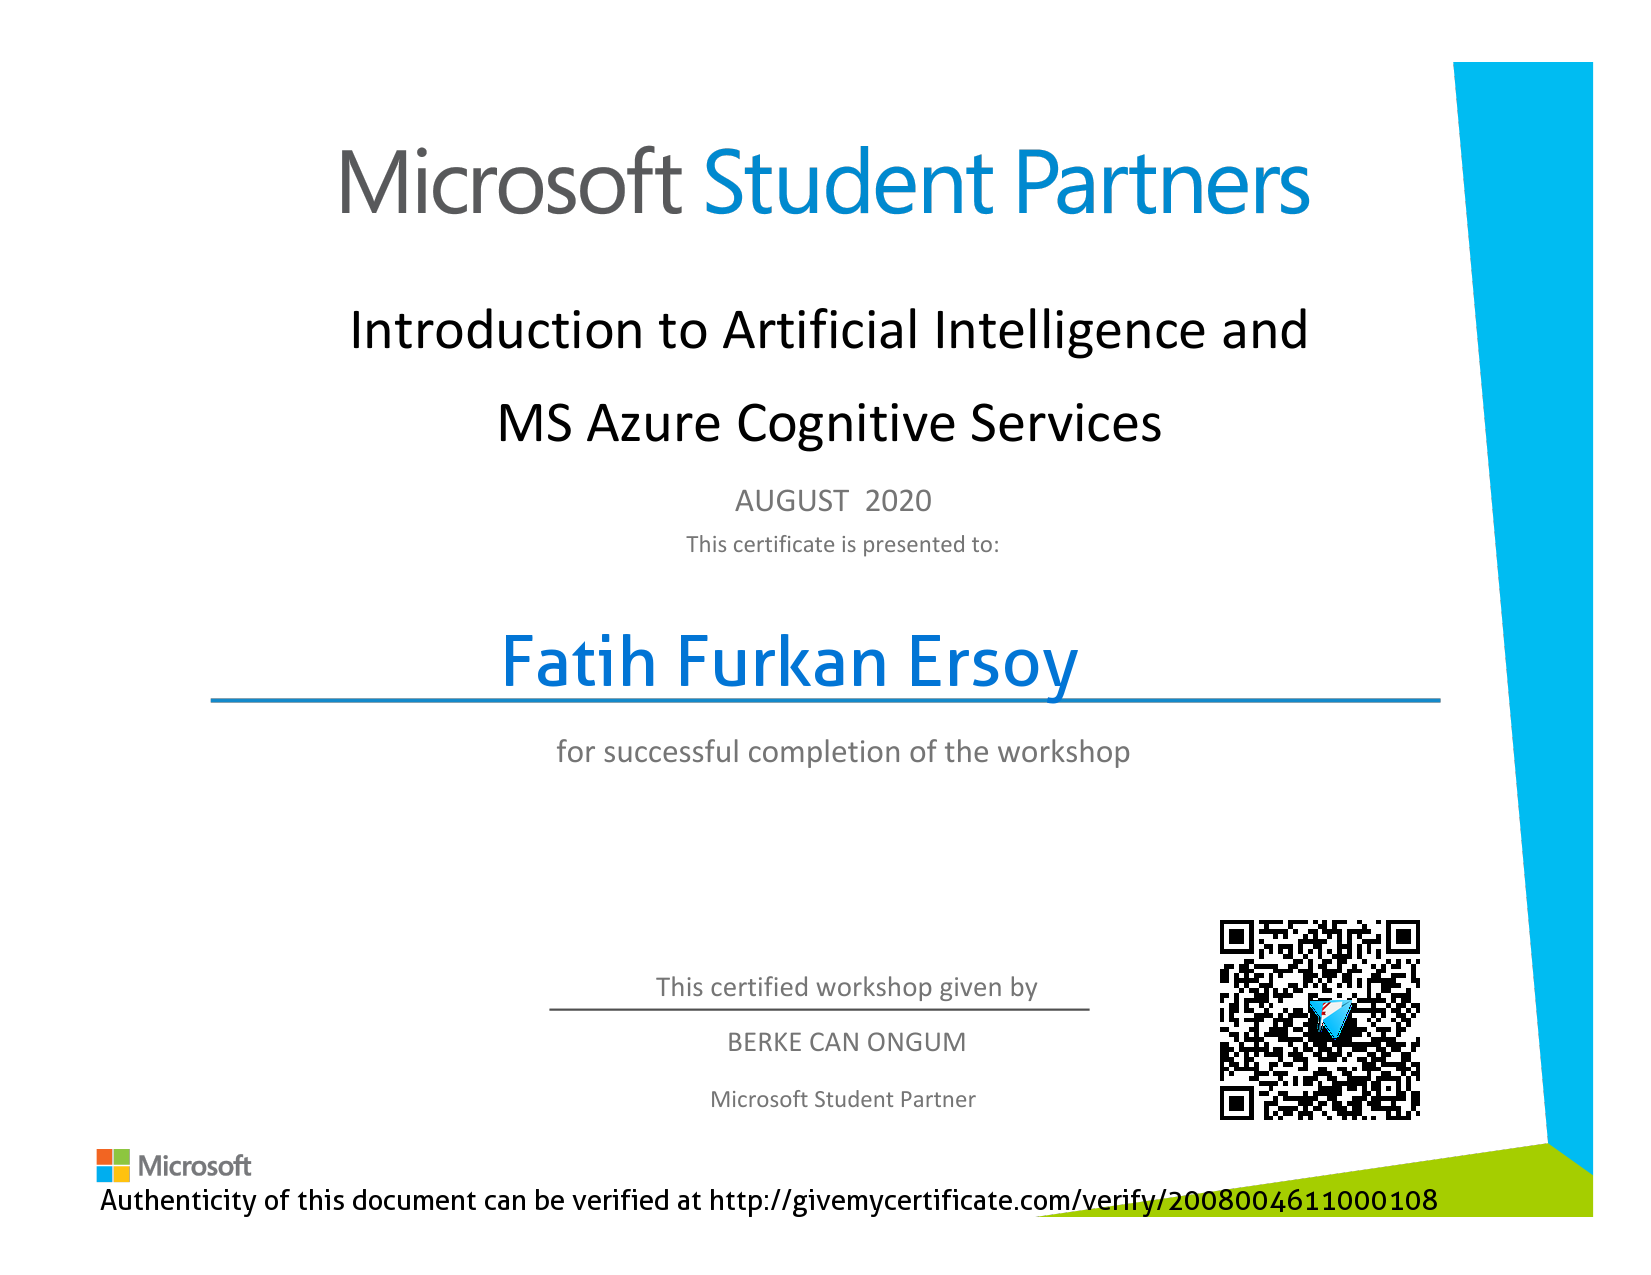 Microsoft Student Partners
Introduction to Artificial Intelligence and
MS Azure Cognitive Services
AUGUST 2020
This certificate is presented to:
Fatih Furkan Ersoy
for successful completion of the workshop
This certified workshop given by
BERKE CAN ONGUM
Microsoft Student Partner
Microsoft
Authenticity of this document can be verified at http://givemycertificate.com/verify/2008004611000108